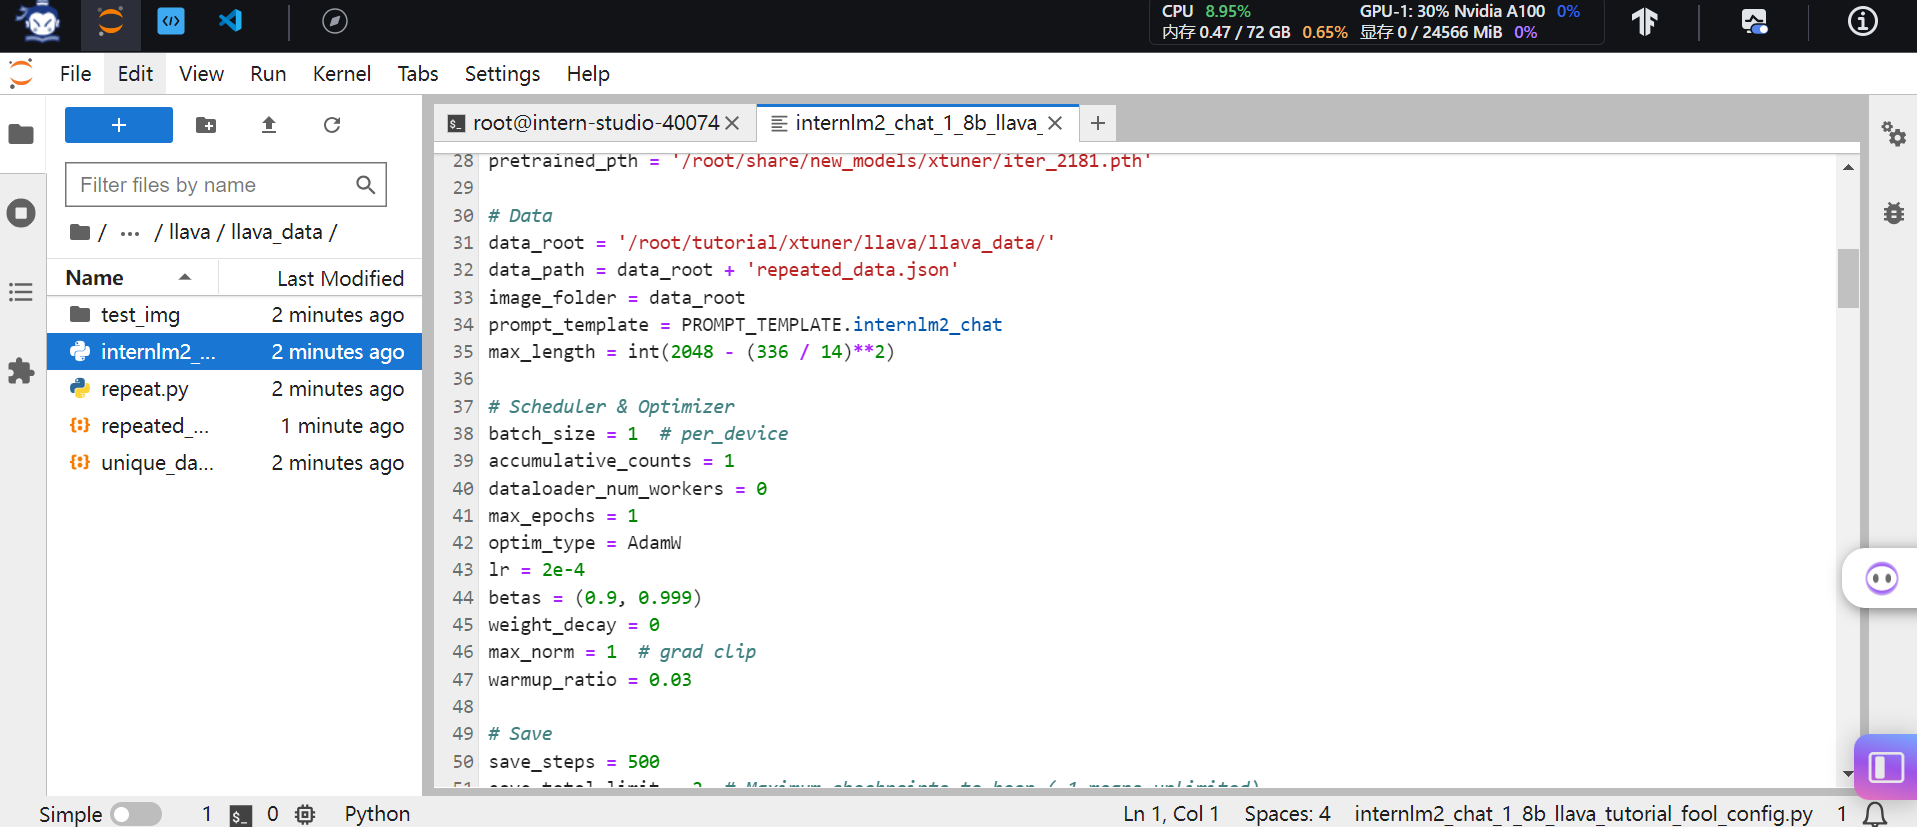 CPU 8.95% GPU-1: 30% Nvidia A100 0%
内存 0.47 / 72 GB 0.65% 显存 0 / 24566 MiB 0%
File Edit View Run Kernel Tabs Settings Help
root@intern-studio-40074
internlm2_chat_1_8b_llava_
Filter files by name
/ ... / llava / llava_data /
Name Last Modified
test_img 2 minutes ago
internlm2_... 2 minutes ago
repeat.py 2 minutes ago
repeated_... 1 minute ago
unique_da... 2 minutes ago
28 pretrained_pth = '/root/share/new_models/xtuner/iter_2181.pth'
29
30 # Data
31 data_root = '/root/tutorial/xtuner/llava/llava_data/'
32 data_path = data_root + 'repeated_data.json'
33 image_folder = data_root
34 prompt_template = PROMPT_TEMPLATE.internlm2_chat
35 max_length = int(2048 - (336 / 14)**2)
36
37 # Scheduler & Optimizer
38 batch_size = 1  # per_device
39 accumulative_counts = 1
40 dataloader_num_workers = 0
41 max_epochs = 1
42 optim_type = AdamW
43 lr = 2e-4
44 betas = (0.9, 0.999)
45 weight_decay = 0
46 max_norm = 1  # grad clip
47 warmup_ratio = 0.03
48
49 # Save
50 save_steps = 500
Simple 1 0 Python Ln 1, Col 1 Spaces: 4 internlm2_chat_1_8b_llava_tutorial_fool_config.py 1